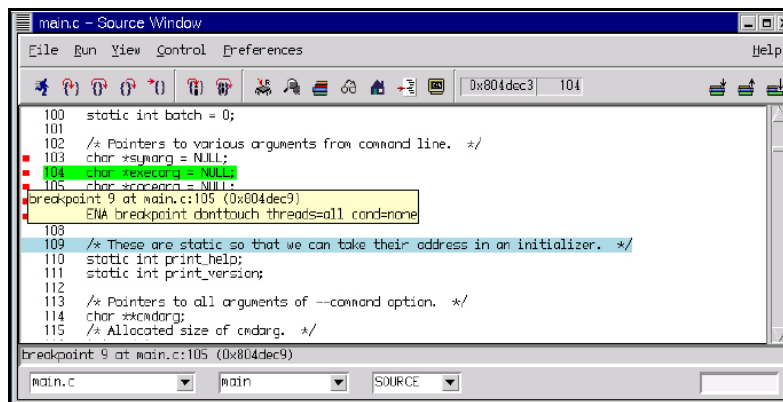 main.c - Source Window
File Run View Control Preferences Help
0x804dec3 104
100 static int batch = 0;
101
102 /* Pointers to various arguments from command line. */
103 char *symarg = NULL;
104 char *execarg = NULL;
105 char *corearg = NULL;
breakpoint 9 at main.c:105 (0x804dec9)
ENA breakpoint donttouch threads=all cond=none
108
109 /* These are static so that we can take their address in an initializer. */
110 static int print_help;
111 static int print_version;
112
113 /* Pointers to all arguments of --command option. */
114 char **cmdarg;
115 /* Allocated size of cmdarg. */
breakpoint 9 at main.c:105 (0x804dec9)
main.c main SOURCE